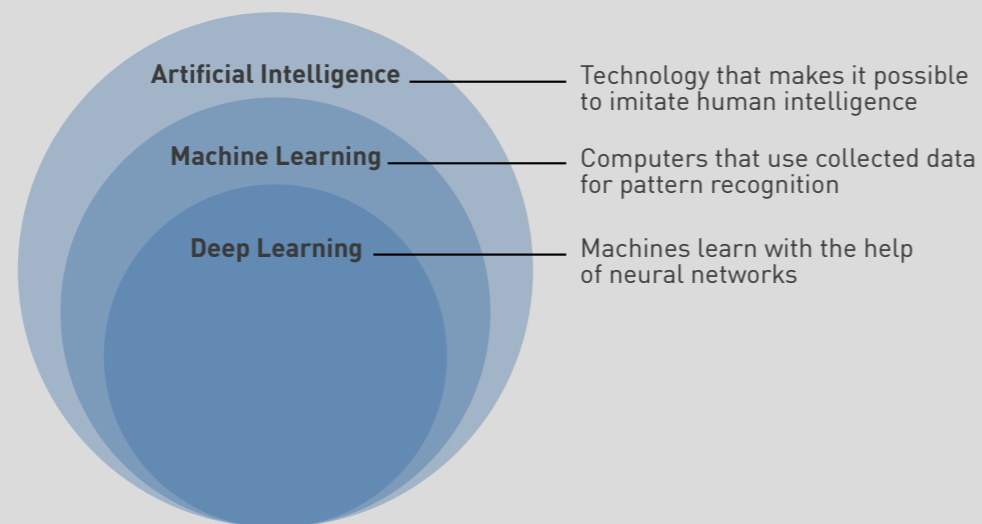 Artificial Intelligence
Technology that makes it possible
to imitate human intelligence
Machine Learning
Computers that use collected data
for pattern recognition
Deep Learning
Machines learn with the help
of neural networks